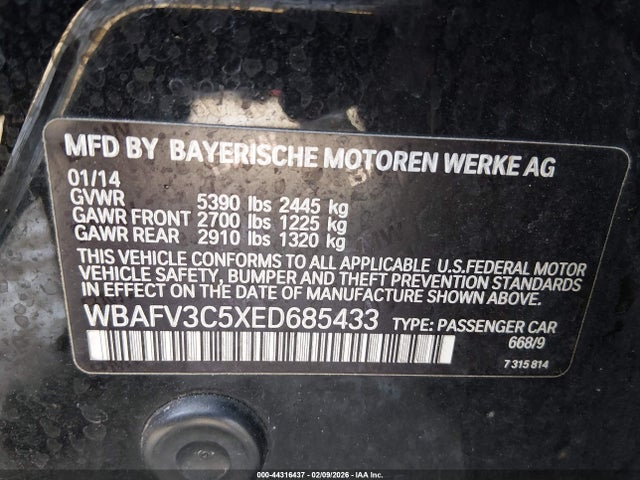 MFD BY BAYERISCHE MOTOREN WERKE AG
01/14
GVWR 5390 lbs 2445 kg
GAWR FRONT 2700 lbs 1225 kg
GAWR REAR 2910 lbs 1320 kg
THIS VEHICLE CONFORMS TO ALL APPLICABLE U.S.FEDERAL MOTOR
VEHICLE SAFETY, BUMPER AND THEFT PREVENTION STANDARDS
IN EFFECT ON THE DATE OF MANUFACTURE SHOWN ABOVE.
WBAFV3C5XED685433 TYPE: PASSENGER CAR
668/9
7 315 814
000-44316437 - 02/09/2026 - IAA Inc.